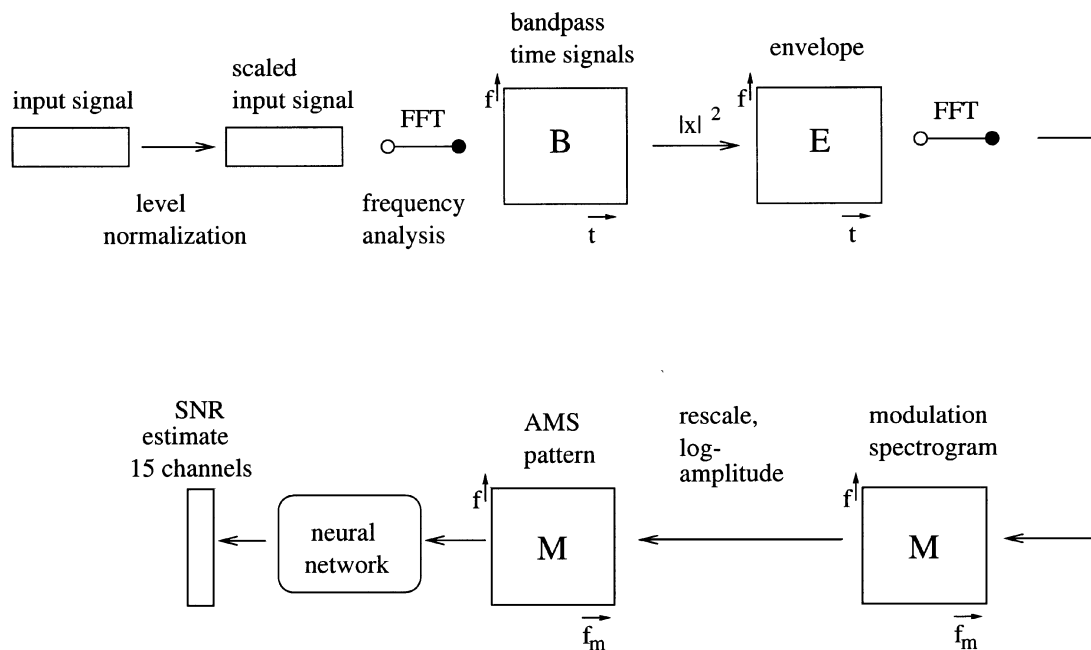 input signal
level
normalization
scaled
input signal
FFT
frequency
analysis
bandpass
time signals
f
B
t
|x| 2
envelope
f
E
t
FFT
modulation
spectrogram
f
M
fm
rescale,
log-
amplitude
AMS
pattern
f
M
fm
neural
network
SNR
estimate
15 channels